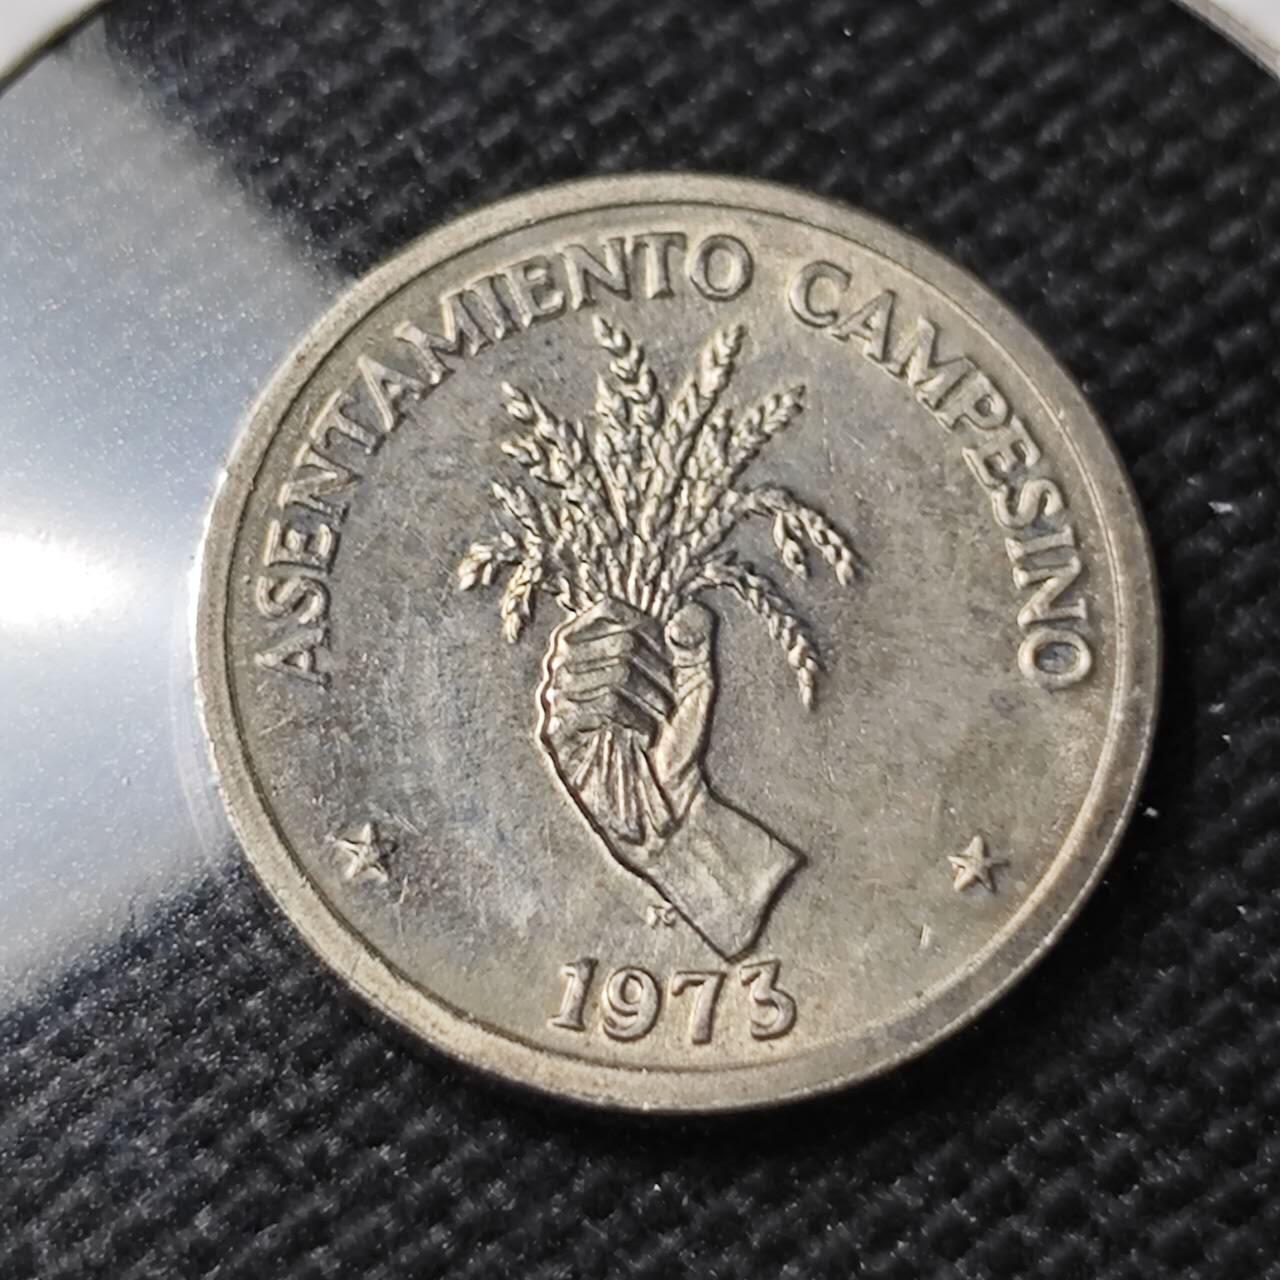 ASENTAMIENTO CAMPESINO
1973